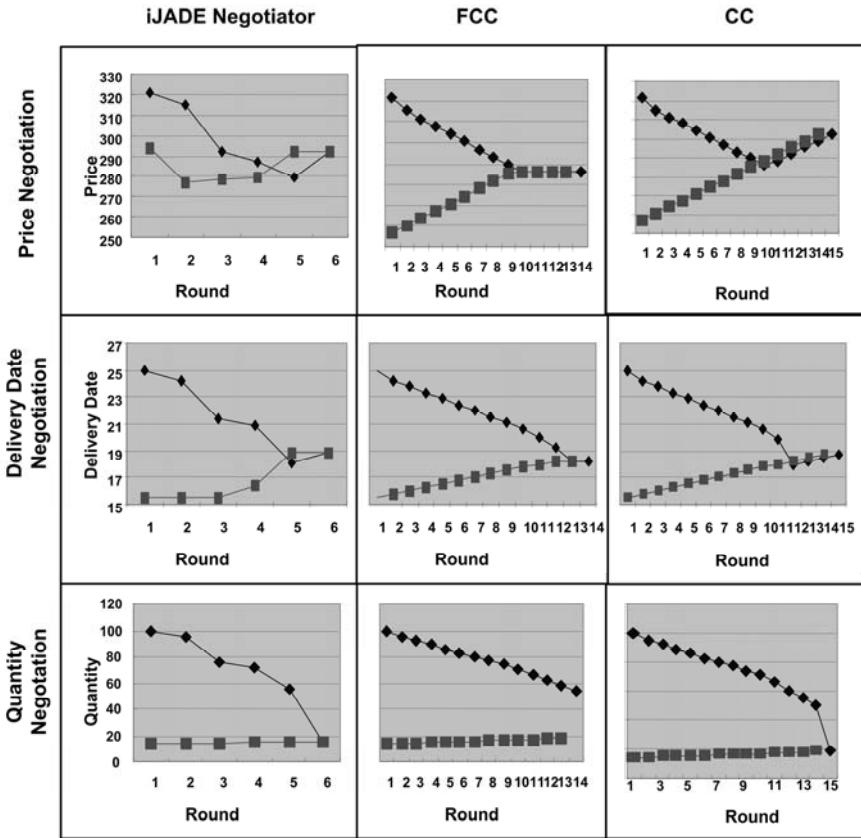 iJADE Negotiator FCC CC
Price Negotiation
Price
330
320
310
300
290
280
270
260
250
1 2 3 4 5 6
Round
1 2 3 4 5 6 7 8 9 10 11 12 13 14
Round
1 2 3 4 5 6 7 8 9 10 11 12 13 14 15
Round
Delivery Date
Negotiation
Delivery Date
27
25
23
21
19
17
15
1 2 3 4 5 6
Round
1 2 3 4 5 6 7 8 9 10 11 12 13 14
Round
1 2 3 4 5 6 7 8 9 10 11 12 13 14 15
Round
Quantity
Negotation
Quantity
120
100
80
60
40
20
0
1 2 3 4 5 6
Round
1 2 3 4 5 6 7 8 9 10 11 12 13 14
Round
1 3 5 7 9 11 13 15
Round